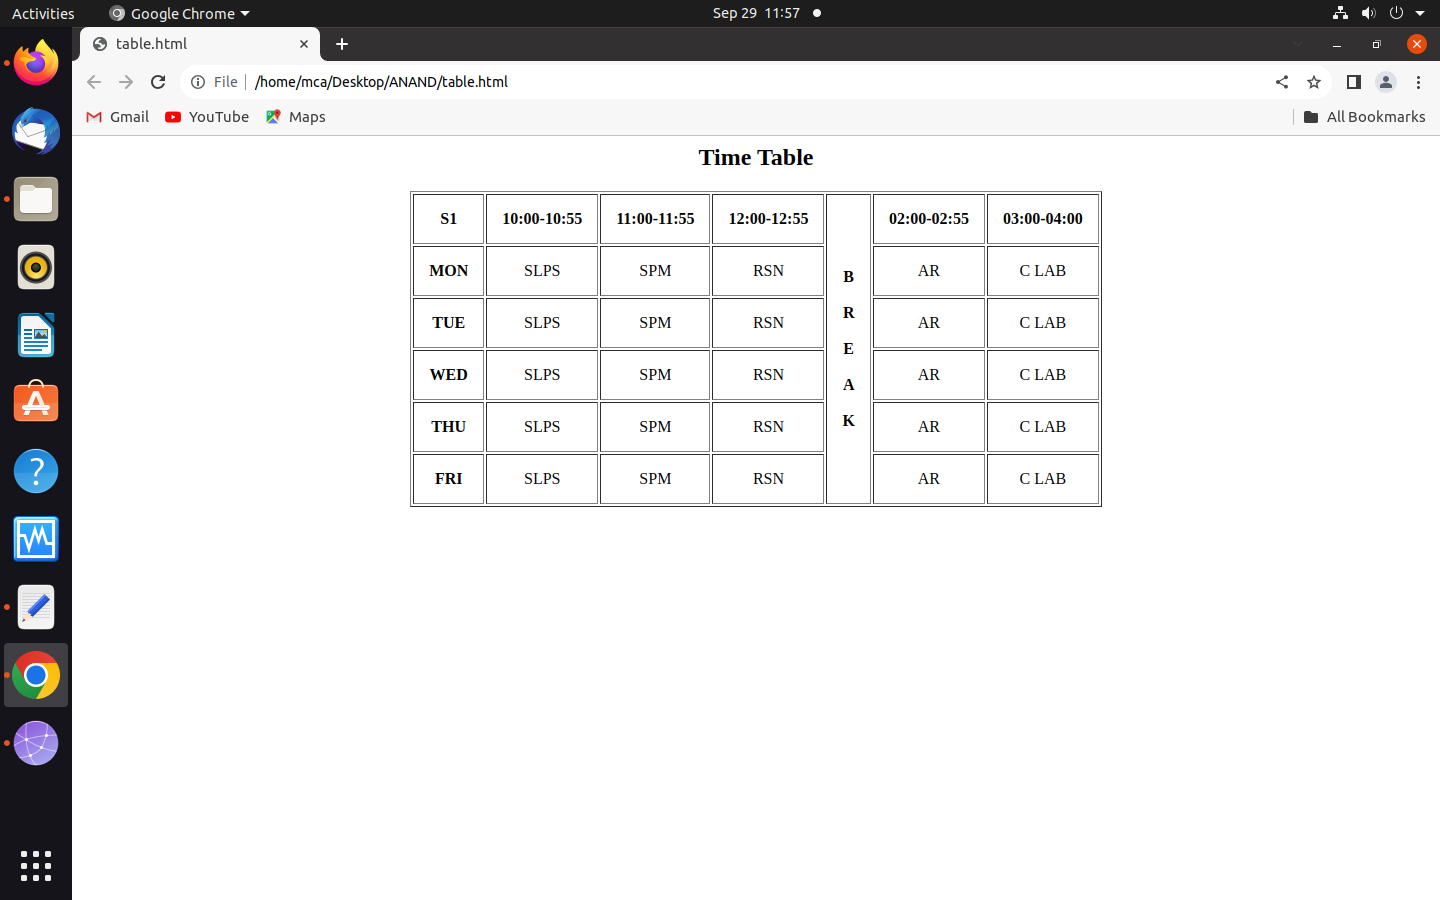 Activities Google Chrome Sep 29 11:57
table.html
File /home/mca/Desktop/ANAND/table.html
Gmail YouTube Maps All Bookmarks
Time Table
S1 10:00-10:55 11:00-11:55 12:00-12:55 02:00-02:55 03:00-04:00
MON SLPS SPM RSN AR C LAB
TUE SLPS SPM RSN AR C LAB
WED SLPS SPM RSN AR C LAB
THU SLPS SPM RSN AR C LAB
FRI SLPS SPM RSN AR C LAB
B
R
E
A
K